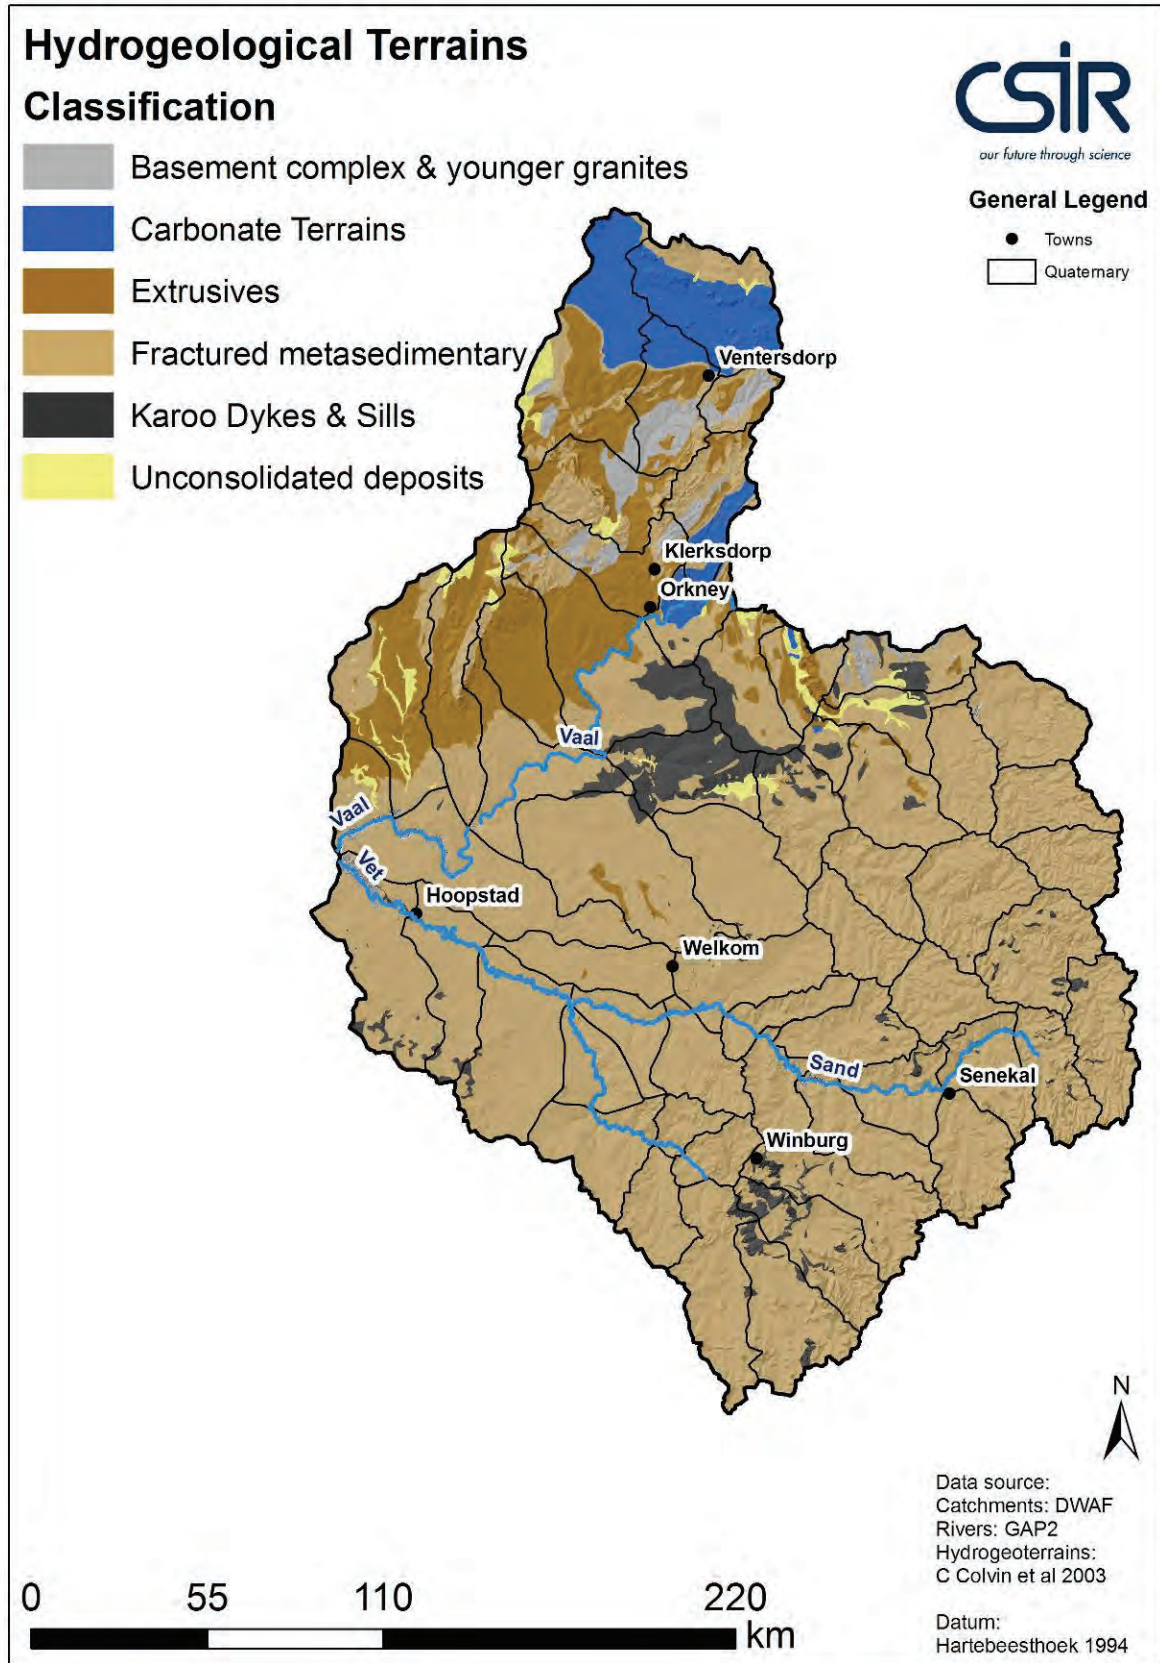 Hydrogeological Terrains
Classification
Basement complex & younger granites
Carbonate Terrains
Extrusives
Fractured metasedimentary
Karoo Dykes & Sills
Unconsolidated deposits
CSIR
our future through science
General Legend
Towns
Quaternary
Ventersdorp
Klerksdorp
Orkney
Vaal
Vaal
Vet
Hoopstad
Welkom
Sand
Senekal
Winburg
N
Data source:
Catchments: DWAF
Rivers: GAP2
Hydrogeoterrains:
C Colvin et al 2003
Datum:
Hartebeesthoek 1994
0 55 110 220
km